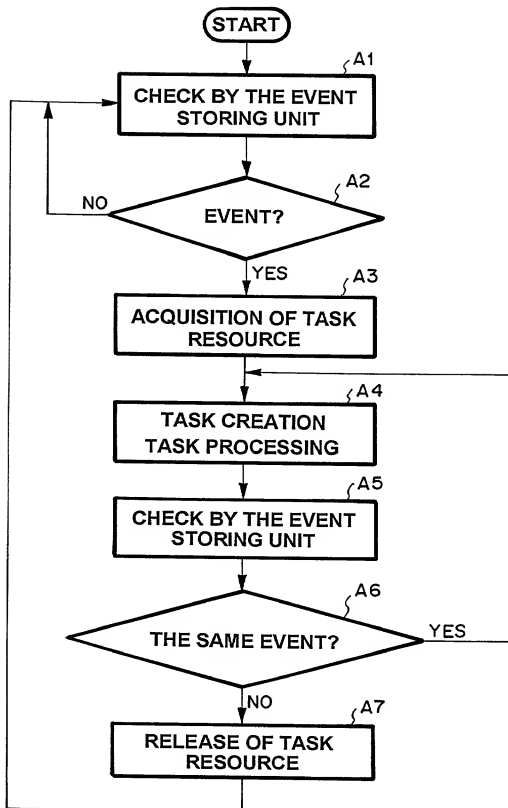 START
A1
CHECK BY THE EVENT
STORING UNIT
A2
NO
EVENT?
YES
A3
ACQUISITION OF TASK
RESOURCE
A4
TASK CREATION
TASK PROCESSING
A5
CHECK BY THE EVENT
STORING UNIT
A6
THE SAME EVENT?
YES
NO
A7
RELEASE OF TASK
RESOURCE